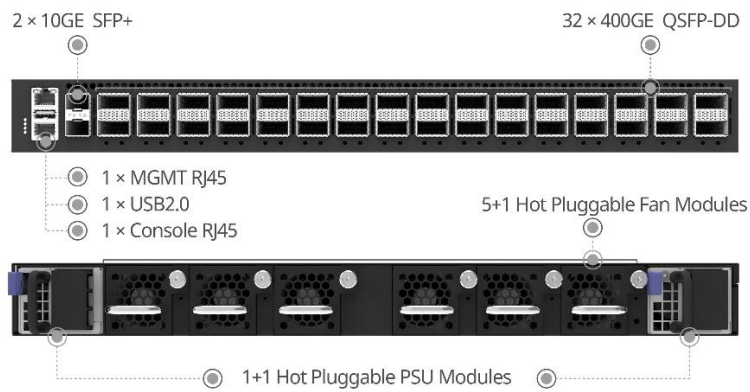 2 × 10GE SFP+
32 × 400GE QSFP-DD
1 × MGMT RJ45
1 × USB2.0
1 × Console RJ45
5+1 Hot Pluggable Fan Modules
1+1 Hot Pluggable PSU Modules